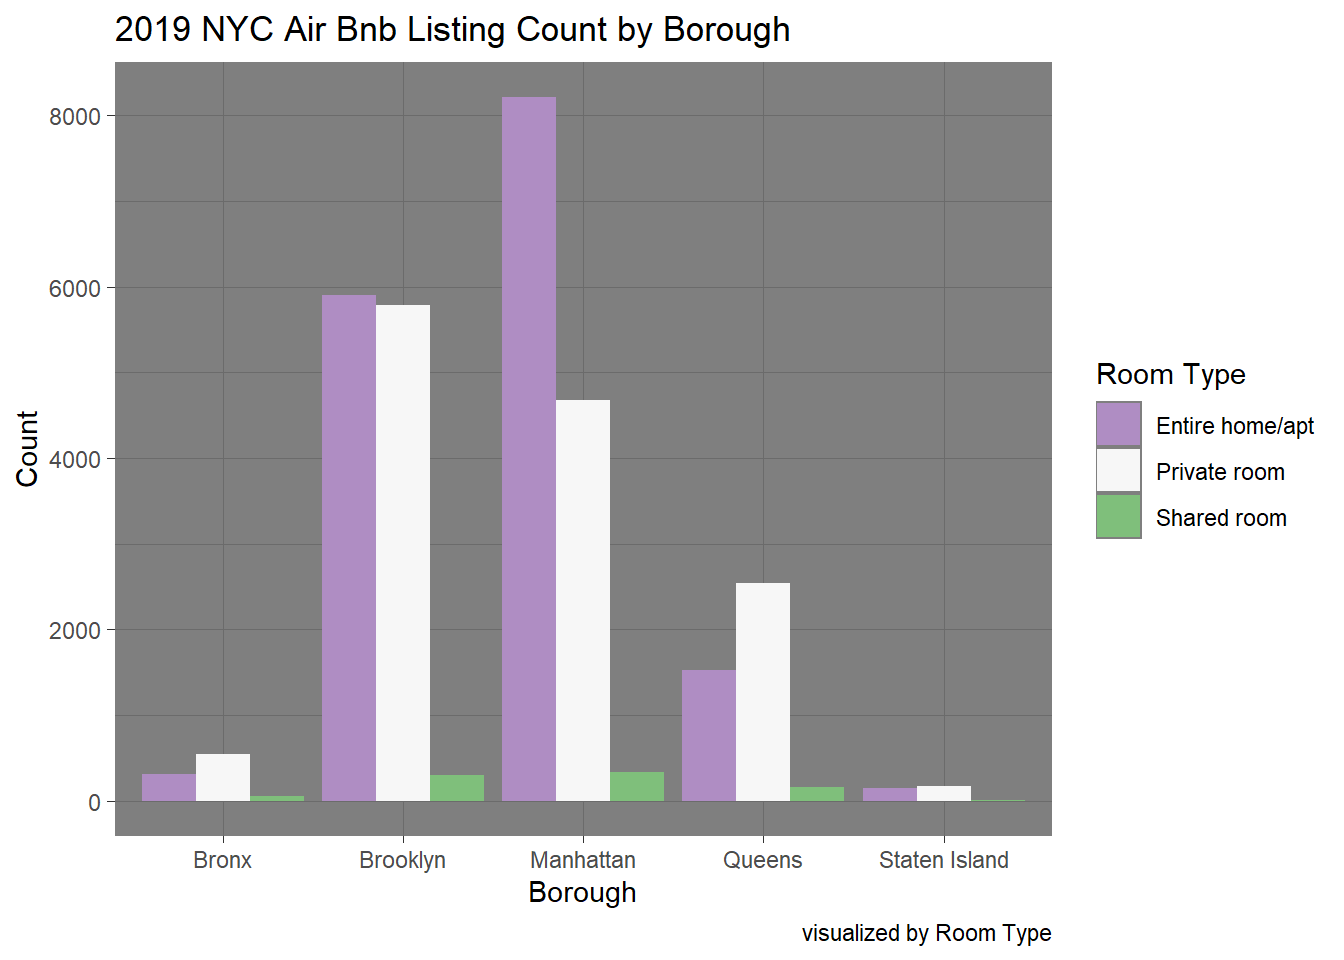 2019 NYC Air Bnb Listing Count by Borough
Count
8000
6000
4000
2000
0
Bronx Brooklyn Manhattan Queens Staten Island
Borough
Room Type
Entire home/apt
Private room
Shared room
visualized by Room Type